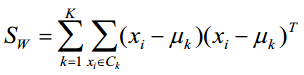 S_W = \sum_{k=1}^{K} \sum_{x_i \in C_k} (x_i - \mu_k)(x_i - \mu_k)^T